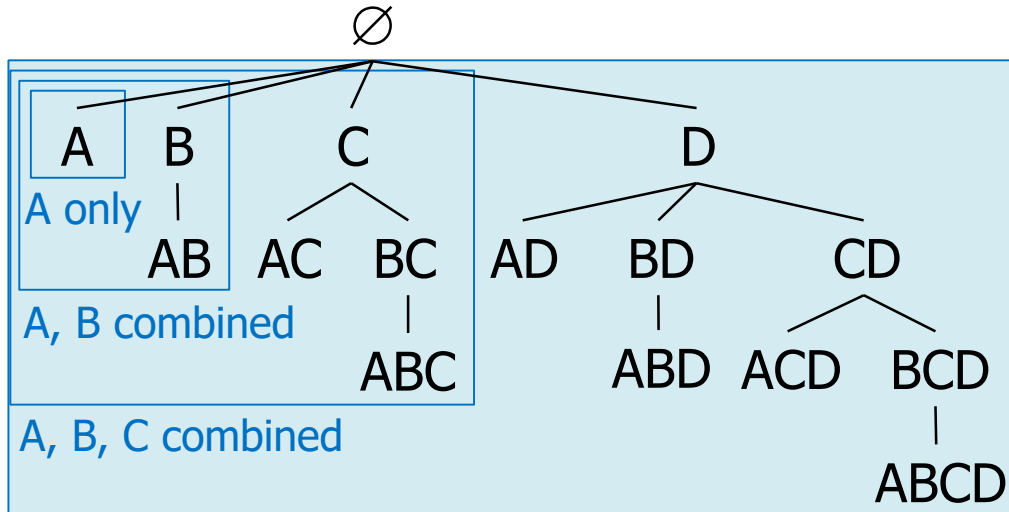 ∅
A B C D
A only
AB AC BC AD BD CD
A, B combined
ABC ABD ACD BCD
A, B, C combined
ABCD